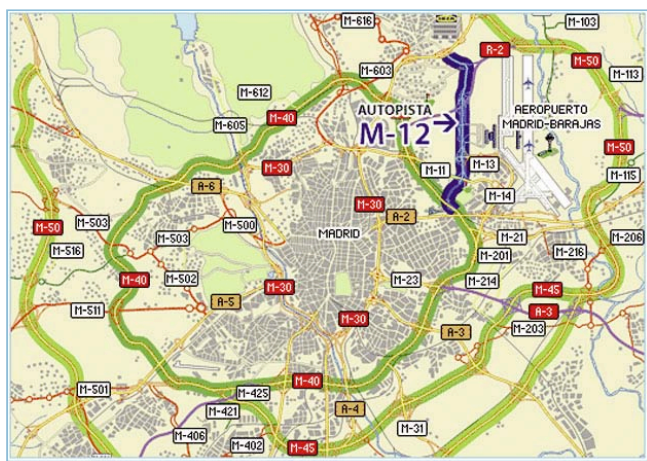 M-616
M-103
R-2
M-50
M-603
M-113
M-612
AUTOPISTA
M-12
AEROPUERTO
MADRID-BARAJAS
M-40
M-605
M-50
M-30
M-11
M-13
M-115
A-6
M-14
M-30
A-2
M-50
M-503
M-500
MADRID
M-21
M-206
M-503
M-201
M-216
M-516
M-40
M-502
M-30
M-23
M-214
M-45
A-5
M-511
M-30
A-3
A-3
M-203
M-40
M-501
M-425
M-421
A-4
M-406
M-402
M-45
M-31